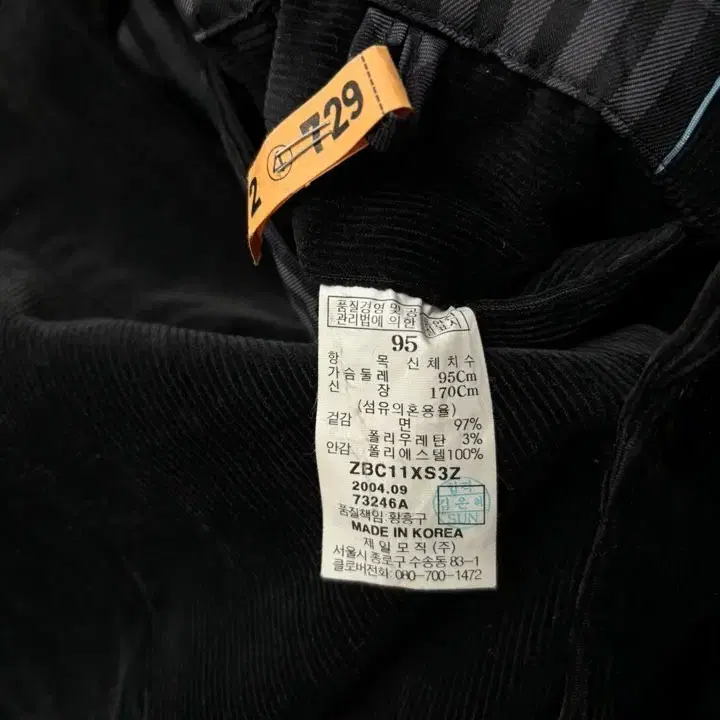 2 729
품질경영 및 공
관리법에 의한
95
항 목 신체치수
가슴둘레 95Cm
신 장 170Cm
(섬유의혼용율)
겉감 면 97%
폴리우레탄 3%
안감 폴리에스텔100%
ZBC11XS3Z
2004.09
73246A
품질책임 황흥구
SUN
MADE IN KOREA
제일모직(주)
서울시종로구수송동83-1
클로버전화: 080-700-1472